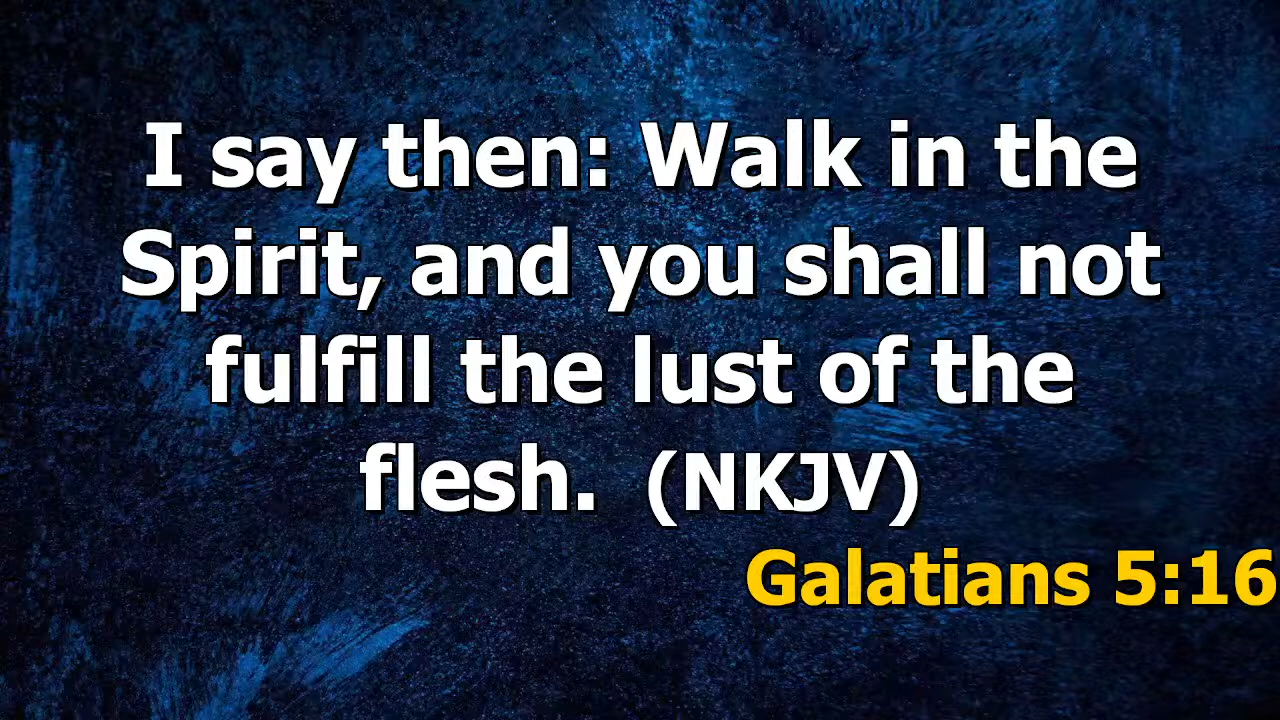 I say then: Walk in the
Spirit, and you shall not
fulfill the lust of the
flesh.  (NKJV)
Galatians 5:16